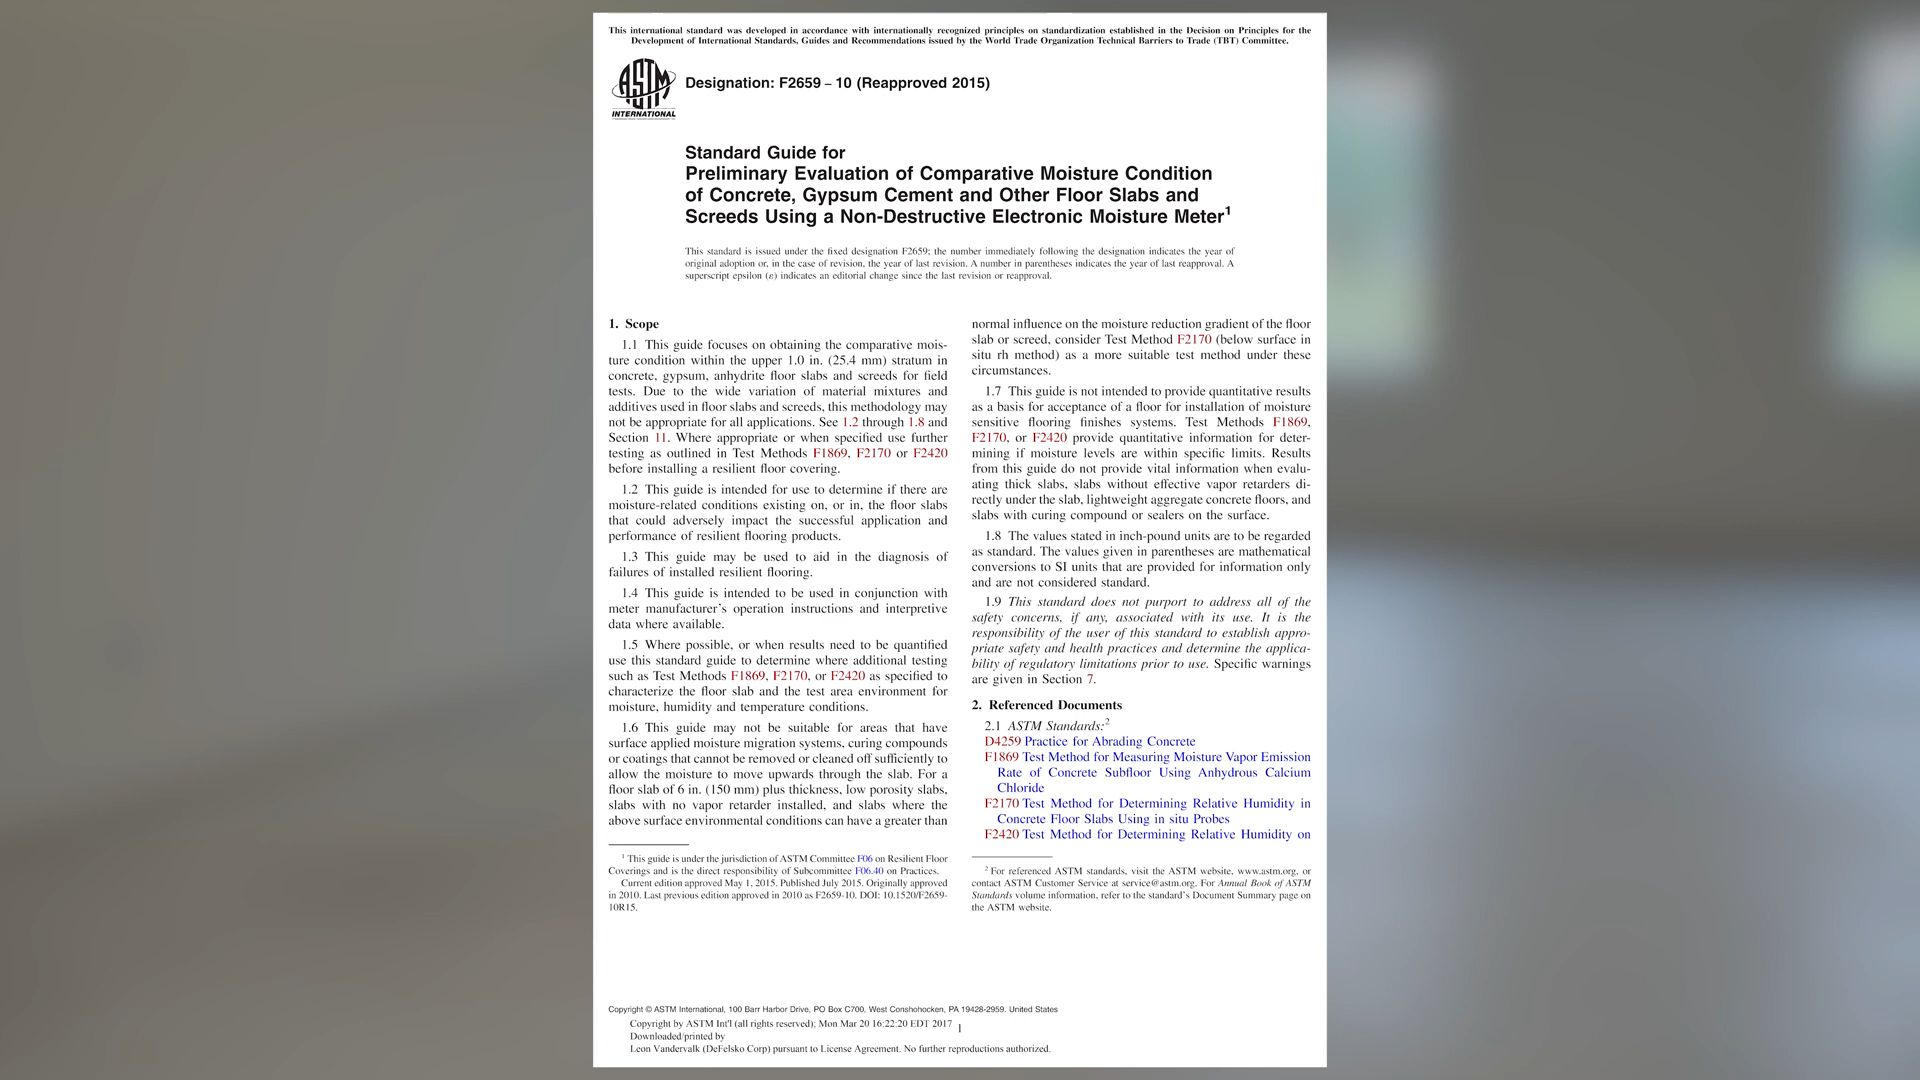 This international standard was developed in accordance with internationally recognized principles on standardization established in the Decision on Principles for the
Development of International Standards, Guides and Recommendations issued by the World Trade Organization Technical Barriers to Trade (TBT) Committee.
ASTM
INTERNATIONAL
Designation: F2659 – 10 (Reapproved 2015)
Standard Guide for
Preliminary Evaluation of Comparative Moisture Condition
of Concrete, Gypsum Cement and Other Floor Slabs and
Screeds Using a Non-Destructive Electronic Moisture Meter1
This standard is issued under the fixed designation F2659; the number immediately following the designation indicates the year of
original adoption or, in the case of revision, the year of last revision. A number in parentheses indicates the year of last reapproval. A
superscript epsilon (ε) indicates an editorial change since the last revision or reapproval.
1. Scope
1.1 This guide focuses on obtaining the comparative mois-
ture condition within the upper 1.0 in. (25.4 mm) stratum in
concrete, gypsum, anhydrite floor slabs and screeds for field
tests. Due to the wide variation of material mixtures and
additives used in floor slabs and screeds, this methodology may
not be appropriate for all applications. See 1.2 through 1.8 and
Section 11. Where appropriate or when specified use further
testing as outlined in Test Methods F1869, F2170 or F2420
before installing a resilient floor covering.
1.2 This guide is intended for use to determine if there are
moisture-related conditions existing on, or in, the floor slabs
that could adversely impact the successful application and
performance of resilient flooring products.
1.3 This guide may be used to aid in the diagnosis of
failures of installed resilient flooring.
1.4 This guide is intended to be used in conjunction with
meter manufacturer's operation instructions and interpretive
data where available.
1.5 Where possible, or when results need to be quantified
use this standard guide to determine where additional testing
such as Test Methods F1869, F2170, or F2420 as specified to
characterize the floor slab and the test area environment for
moisture, humidity and temperature conditions.
1.6 This guide may not be suitable for areas that have
surface applied moisture migration systems, curing compounds
or coatings that cannot be removed or cleaned off sufficiently to
allow the moisture to move upwards through the slab. For a
floor slab of 6 in. (150 mm) plus thickness, low porosity slabs,
slabs with no vapor retarder installed, and slabs where the
above surface environmental conditions can have a greater than
1 This guide is under the jurisdiction of ASTM Committee F06 on Resilient Floor
Coverings and is the direct responsibility of Subcommittee F06.40 on Practices.
Current edition approved May 1, 2015. Published July 2015. Originally approved
in 2010. Last previous edition approved in 2010 as F2659-10. DOI: 10.1520/F2659-
10R15.
normal influence on the moisture reduction gradient of the floor
slab or screed, consider Test Method F2170 (below surface in
situ rh method) as a more suitable test method under these
circumstances.
1.7 This guide is not intended to provide quantitative results
as a basis for acceptance of a floor for installation of moisture
sensitive flooring finishes systems. Test Methods F1869,
F2170, or F2420 provide quantitative information for deter-
mining if moisture levels are within specific limits. Results
from this guide do not provide vital information when evalu-
ating thick slabs, slabs without effective vapor retarders di-
rectly under the slab, lightweight aggregate concrete floors, and
slabs with curing compound or sealers on the surface.
1.8 The values stated in inch-pound units are to be regarded
as standard. The values given in parentheses are mathematical
conversions to SI units that are provided for information only
and are not considered standard.
1.9 This standard does not purport to address all of the
safety concerns, if any, associated with its use. It is the
responsibility of the user of this standard to establish appro-
priate safety and health practices and determine the applica-
bility of regulatory limitations prior to use. Specific warnings
are given in Section 7.
2. Referenced Documents
2.1 ASTM Standards:2
D4259 Practice for Abrading Concrete
F1869 Test Method for Measuring Moisture Vapor Emission
Rate of Concrete Subfloor Using Anhydrous Calcium
Chloride
F2170 Test Method for Determining Relative Humidity in
Concrete Floor Slabs Using in situ Probes
F2420 Test Method for Determining Relative Humidity on
2 For referenced ASTM standards, visit the ASTM website, www.astm.org, or
contact ASTM Customer Service at service@astm.org. For Annual Book of ASTM
Standards volume information, refer to the standard's Document Summary page on
the ASTM website.
Copyright © ASTM International, 100 Barr Harbor Drive, PO Box C700, West Conshohocken, PA 19428-2959. United States
Copyright by ASTM Int'l (all rights reserved); Mon Mar 20 16:22:20 EDT 2017
1
Downloaded/printed by
Leon Vandervalk (DeFelsko Corp) pursuant to License Agreement. No further reproductions authorized.